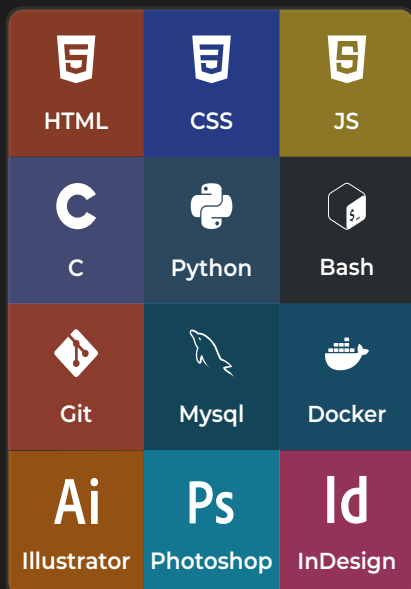 HTML CSS JS
C Python Bash
$_
Git Mysql Docker
Ai Ps Id
Illustrator Photoshop InDesign